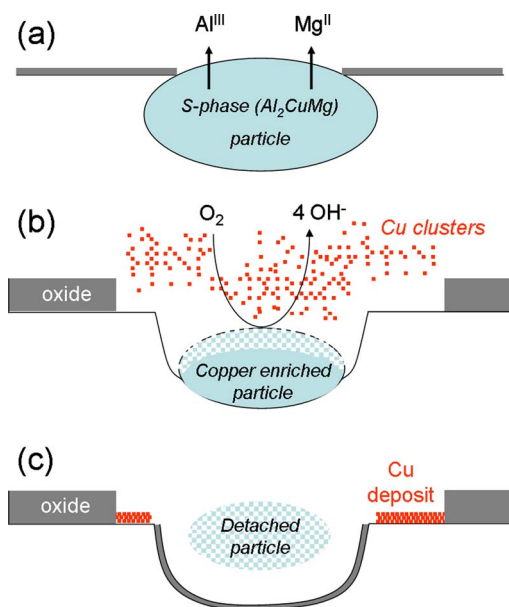 (a)
Al^III Mg^II
S-phase (Al₂CuMg)
particle
(b)
O₂ 4 OH⁻ Cu clusters
oxide
Copper enriched
particle
(c)
Cu
deposit
oxide
Detached
particle